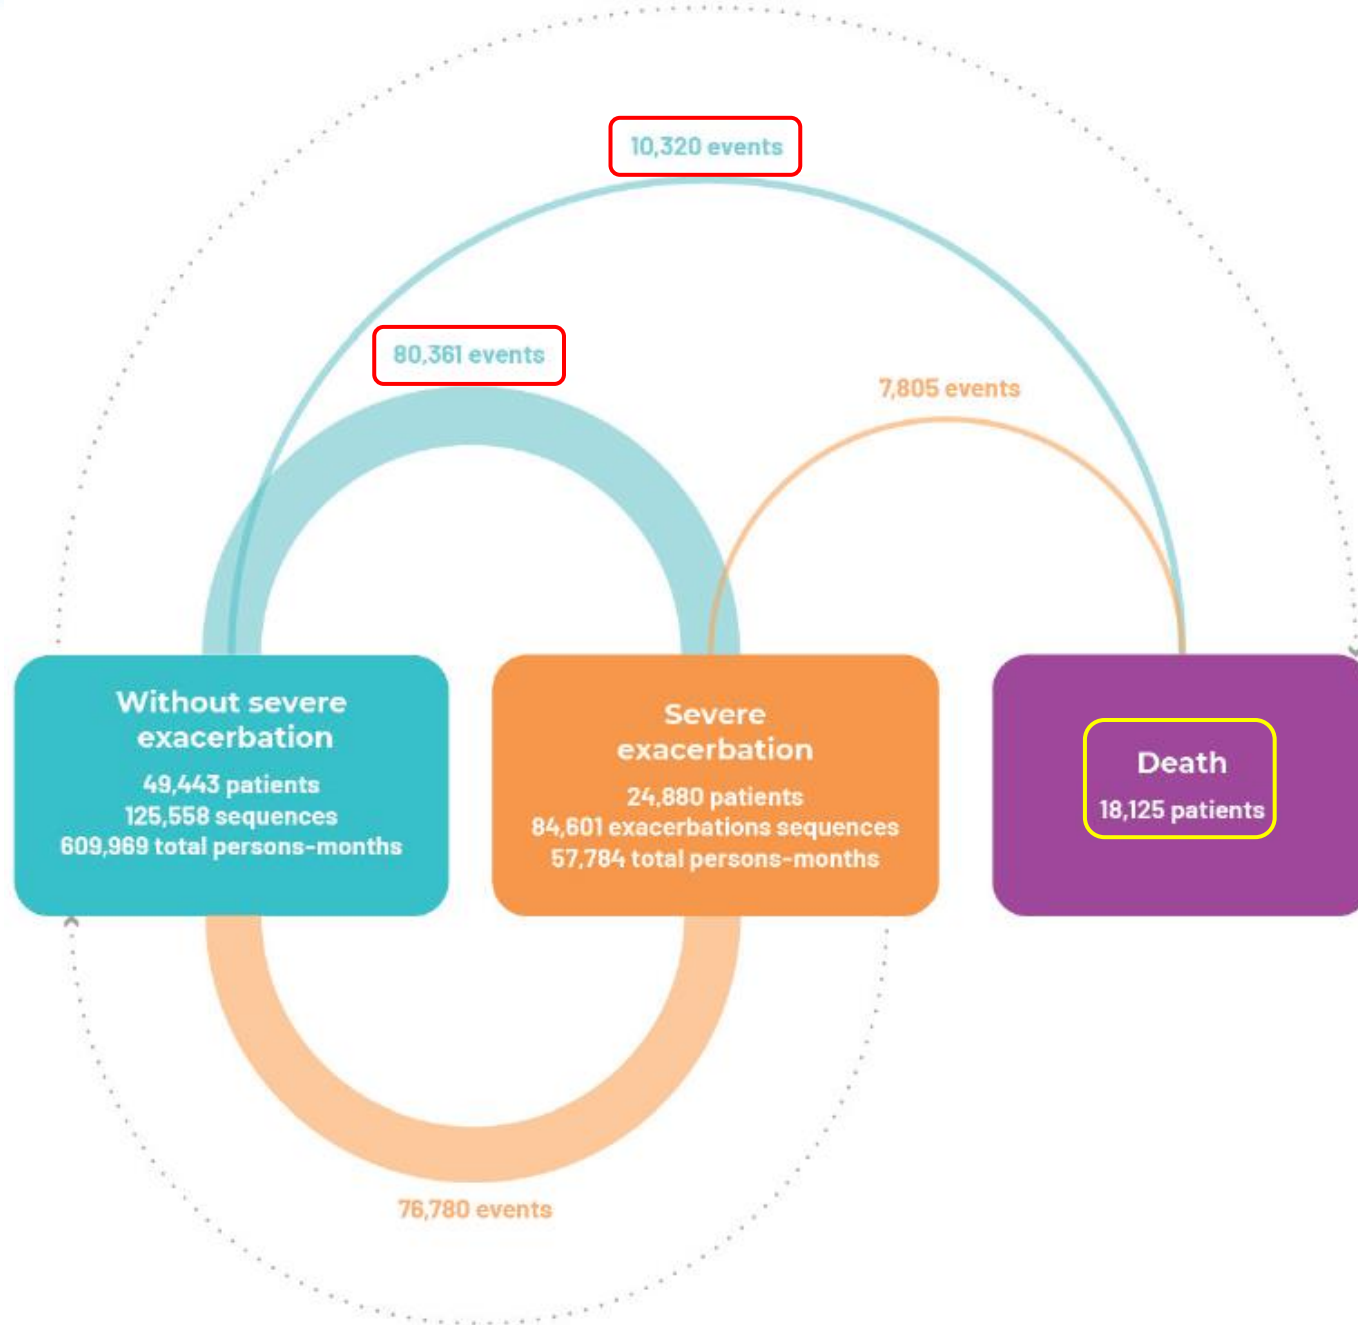 10,320 events
80,361 events
7,805 events
Without severe
exacerbation
49,443 patients
125,558 sequences
609,969 total persons-months
Severe
exacerbation
24,880 patients
84,601 exacerbations sequences
57,784 total persons-months
Death
18,125 patients
76,780 events